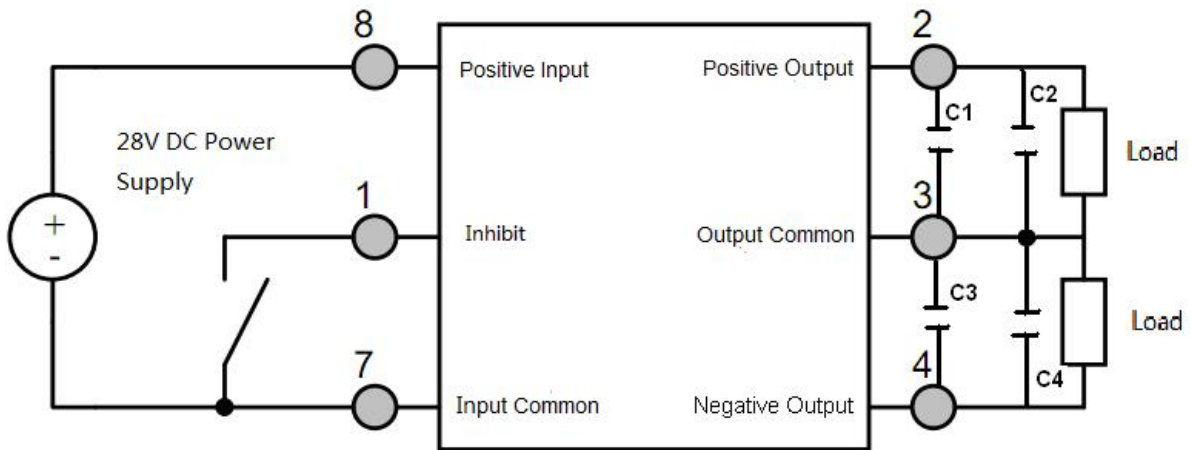 8
2
Positive Input
Positive Output
C1
C2
28V DC Power
Supply
Load
1
3
+
-
Inhibit
Output Common
C3
Load
7
4
C4
Input Common
Negative Output